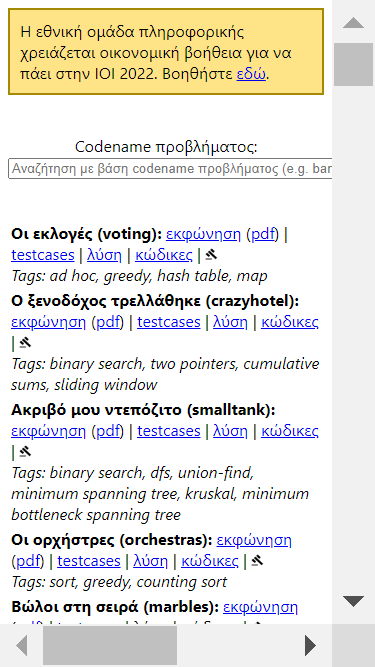 Η εθνική ομάδα πληροφορικής
χρειάζεται οικονομική βοήθεια για να
πάει στην ΙΟΙ 2022. Βοηθήστε εδώ.
Codename προβλήματος:
Αναζήτηση με βάση codename προβλήματος (e.g. bar
Οι εκλογές (voting): εκφώνηση (pdf) |
testcases | λύση | κώδικες |
Tags: ad hoc, greedy, hash table, map
Ο ξενοδόχος τρελλάθηκε (crazyhotel):
εκφώνηση (pdf) | testcases | λύση | κώδικες
|
Tags: binary search, two pointers, cumulative
sums, sliding window
Ακριβό μου ντεπόζιτο (smalltank):
εκφώνηση (pdf) | testcases | λύση | κώδικες
|
Tags: binary search, dfs, union-find,
minimum spanning tree, kruskal, minimum
bottleneck spanning tree
Οι ορχήστρες (orchestras): εκφώνηση
(pdf) | testcases | λύση | κώδικες |
Tags: sort, greedy, counting sort
Βώλοι στη σειρά (marbles): εκφώνηση